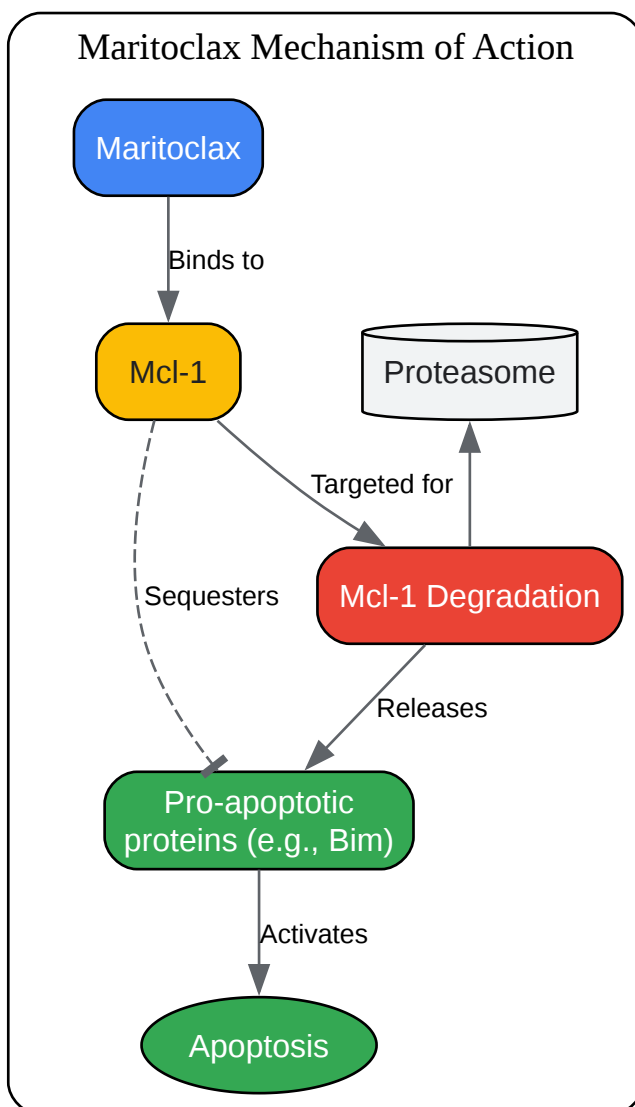 Maritoclax Mechanism of Action
Maritoclax
Binds to
Mcl-1
Proteasome
Targeted for
Sequesters
Mcl-1 Degradation
Releases
Pro-apoptotic
proteins (e.g., Bim)
Activates
Apoptosis